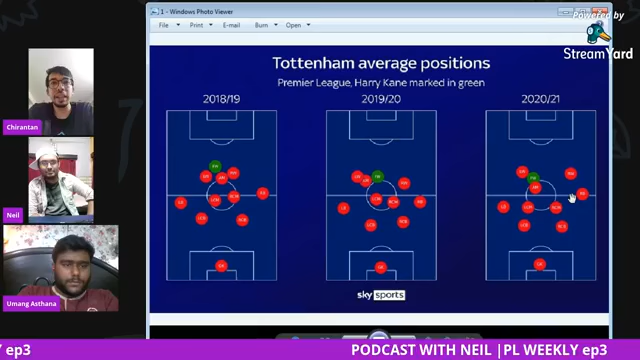 1 - Windows Photo Viewer
File
Print
E-mail
Burn
Open
Powered by
StreamYard
Tottenham average positions
Premier League, Harry Kane marked in green
2018/19
2019/20
2020/21
Chirantan
Neil
Umang Asthana
sky sports
Y ep3
PODCAST WITH NEIL |PL WEEKLY ep3